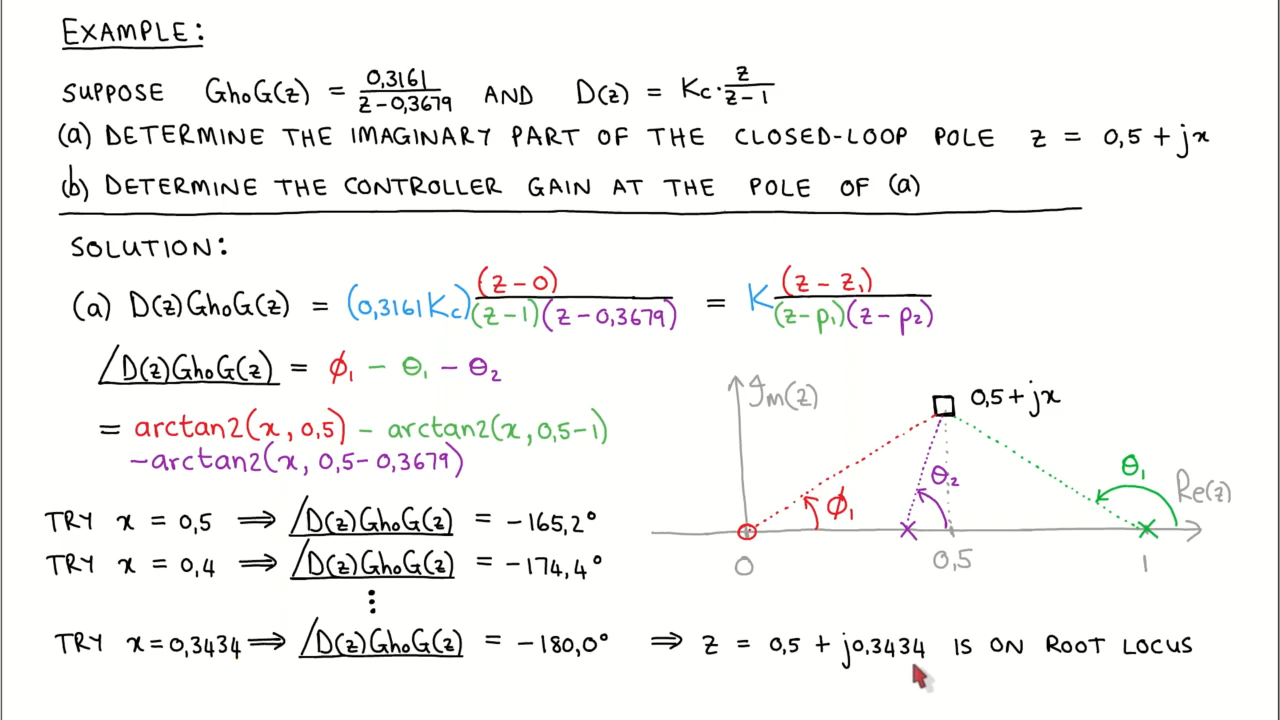 EXAMPLE:
SUPPOSE GhoG(z) = 0,3161 / z-0,3679 AND D(z) = Kc · z / z-1
(a) DETERMINE THE IMAGINARY PART OF THE CLOSED-LOOP POLE z = 0,5 + jx
(b) DETERMINE THE CONTROLLER GAIN AT THE POLE OF (a)
SOLUTION:
(a) D(z)GhoG(z) = (0,3161Kc) (z-0) / (z-1)(z-0,3679) = K (z-z₁) / (z-p₁)(z-p₂)
∠D(z)GhoG(z) = ϕ₁ - θ₁ - θ₂
= arctan2(x, 0,5) - arctan2(x, 0,5-1)
-arctan2(x, 0,5-0,3679)
TRY x = 0,5 ⟹ ∠D(z)GhoG(z) = -165,2°
TRY x = 0,4 ⟹ ∠D(z)GhoG(z) = -174,4°
⋮
TRY x=0,3434 ⟹ ∠D(z)GhoG(z) = -180,0° ⟹ z = 0,5 + j0,3434 IS ON ROOT LOCUS
Im(z)
0,5+jx
θ₁
θ₂
Re(z)
ϕ₁
0
0,5
1